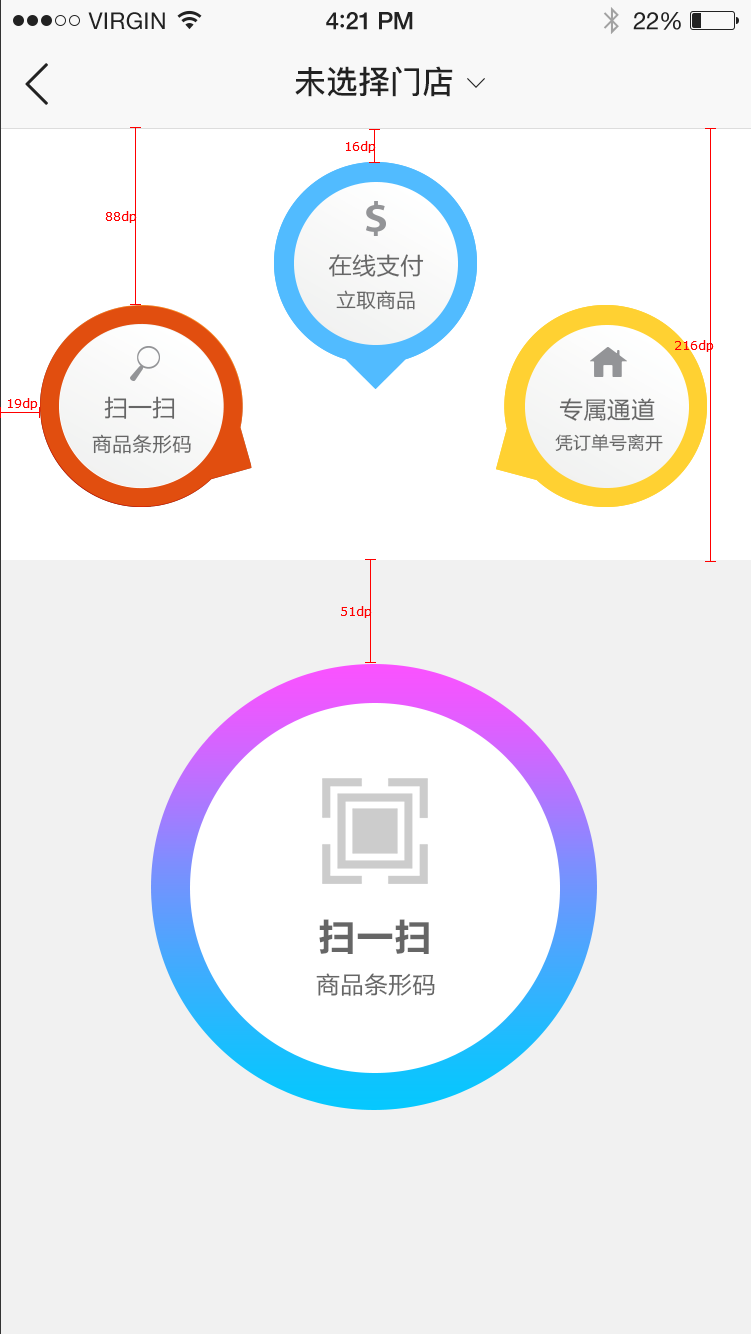 VIRGIN 4:21 PM 22%
未选择门店
16dp
88dp
$
在线支付
立取商品
216dp
19dp
扫一扫
商品条形码
专属通道
凭订单号离开
51dp
扫一扫
商品条形码